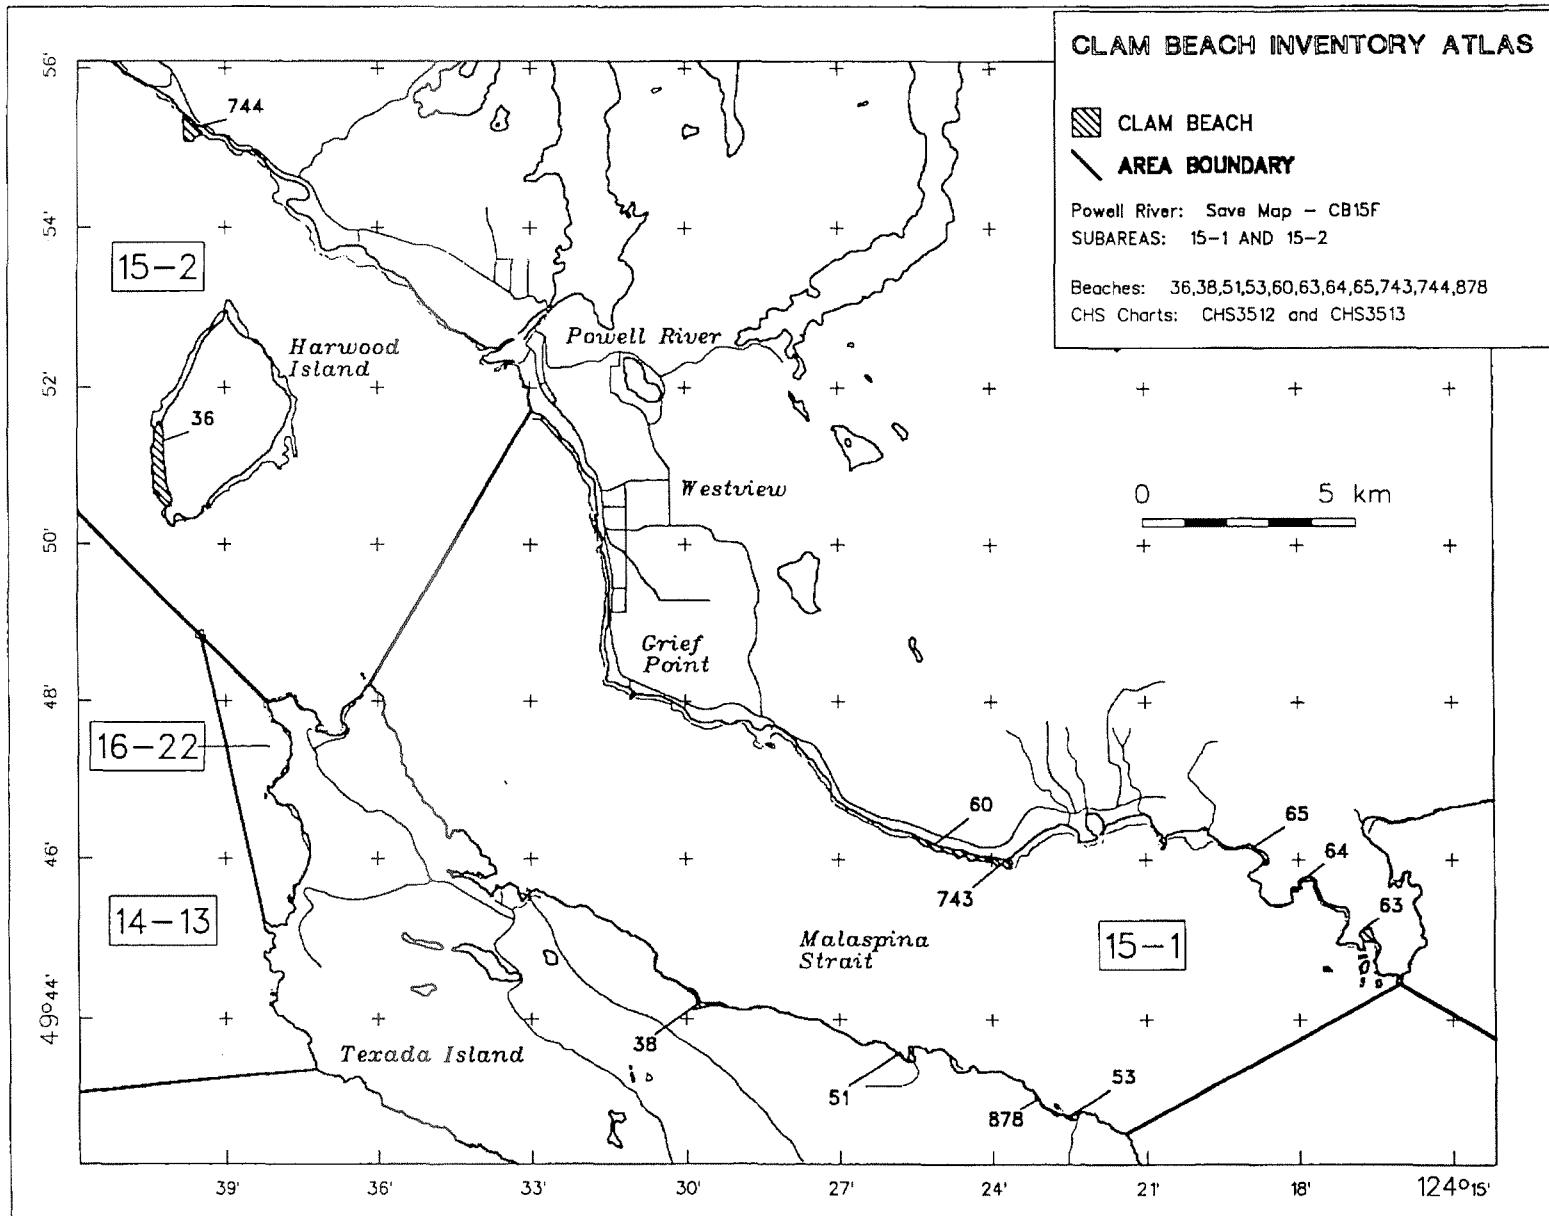 CLAM BEACH INVENTORY ATLAS
CLAM BEACH
AREA BOUNDARY
Powell River: Save Map - CB15F
SUBAREAS: 15-1 AND 15-2
Beaches: 36,38,51,53,60,63,64,65,743,744,878
CHS Charts: CHS3512 and CHS3513
56'
744
54'
15-2
Harwood
Island
Powell River
52'
36
Westview
0 5 km
50'
Grief
Point
48'
16-22
60
65
46'
64
743
63
14-13
Malaspina
Strait
15-1
49°44'
38
Texada Island
51
53
878
39'
36'
33'
30'
27'
24'
21'
18'
124°15'